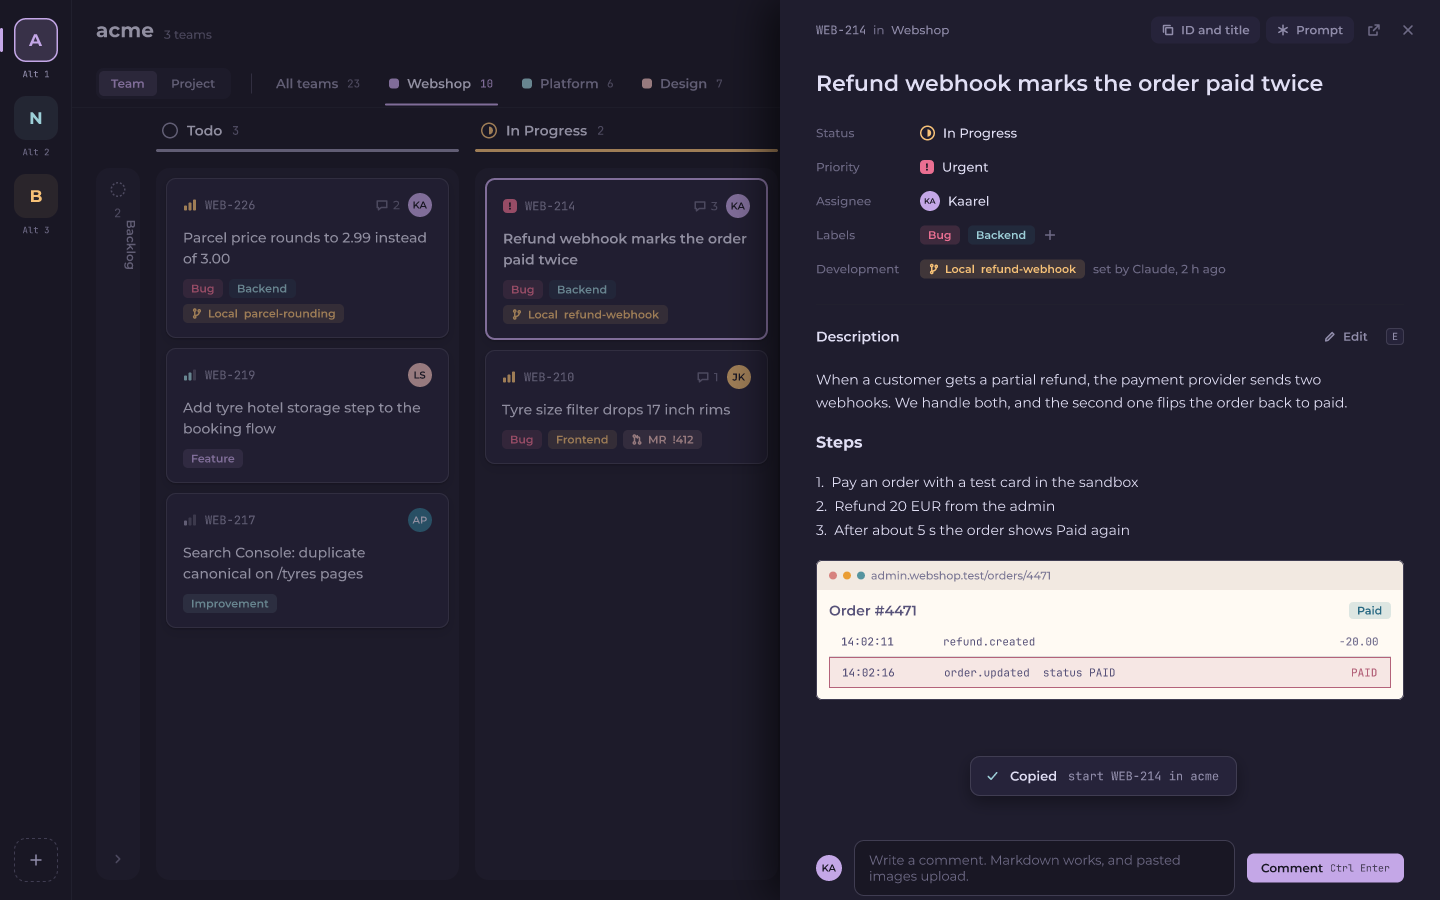 A
Alt 1
N
Alt 2
B
Alt 3
acme 3 teams
Team Project All teams 23 Webshop 10 Platform 6 Design 7
2
Backlog
Todo 3
WEB-226 2 KA
Parcel price rounds to 2.99 instead
of 3.00
Bug Backend
Local parcel-rounding
WEB-219 LS
Add tyre hotel storage step to the
booking flow
Feature
WEB-217 AP
Search Console: duplicate
canonical on /tyres pages
Improvement
In Progress 2
WEB-214 3 KA
Refund webhook marks the order
paid twice
Bug Backend
Local refund-webhook
WEB-210 1 JK
Tyre size filter drops 17 inch rims
Bug Frontend MR !412
WEB-214 in Webshop ID and title Prompt
Refund webhook marks the order paid twice
Status In Progress
Priority Urgent
Assignee KA Kaarel
Labels Bug Backend
Development Local refund-webhook set by Claude, 2 h ago
Description Edit E
When a customer gets a partial refund, the payment provider sends two
webhooks. We handle both, and the second one flips the order back to paid.
Steps
1. Pay an order with a test card in the sandbox
2. Refund 20 EUR from the admin
3. After about 5 s the order shows Paid again
admin.webshop.test/orders/4471
Order #4471 Paid
14:02:11 refund.created -20.00
14:02:16 order.updated status PAID PAID
Copied start WEB-214 in acme
KA Write a comment. Markdown works, and pasted
images upload.
Comment Ctrl Enter